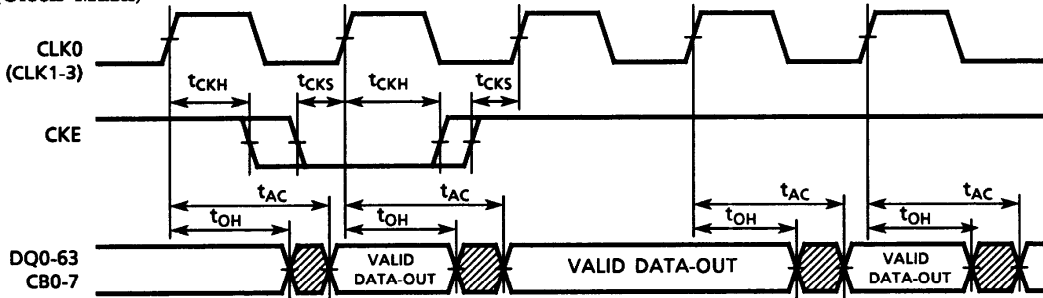 CLK0
(CLK1-3)
tCKH tCKS tCKH tCKS
CKE
tAC tAC tAC tAC
tOH tOH tOH tOH
DQ0-63
CB0-7
VALID
DATA-OUT
VALID
DATA-OUT
VALID DATA-OUT